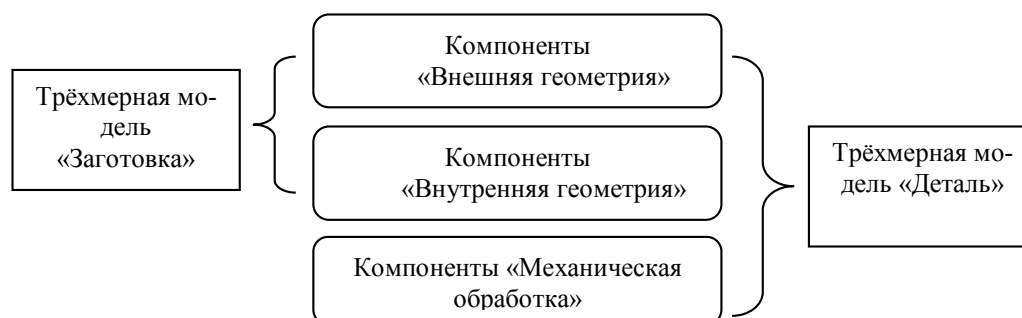 Трёхмерная мо-
дель
«Заготовка»
Компоненты
«Внешняя геометрия»
Компоненты
«Внутренняя геометрия»
Компоненты «Механическая
обработка»
Трёхмерная мо-
дель «Деталь»